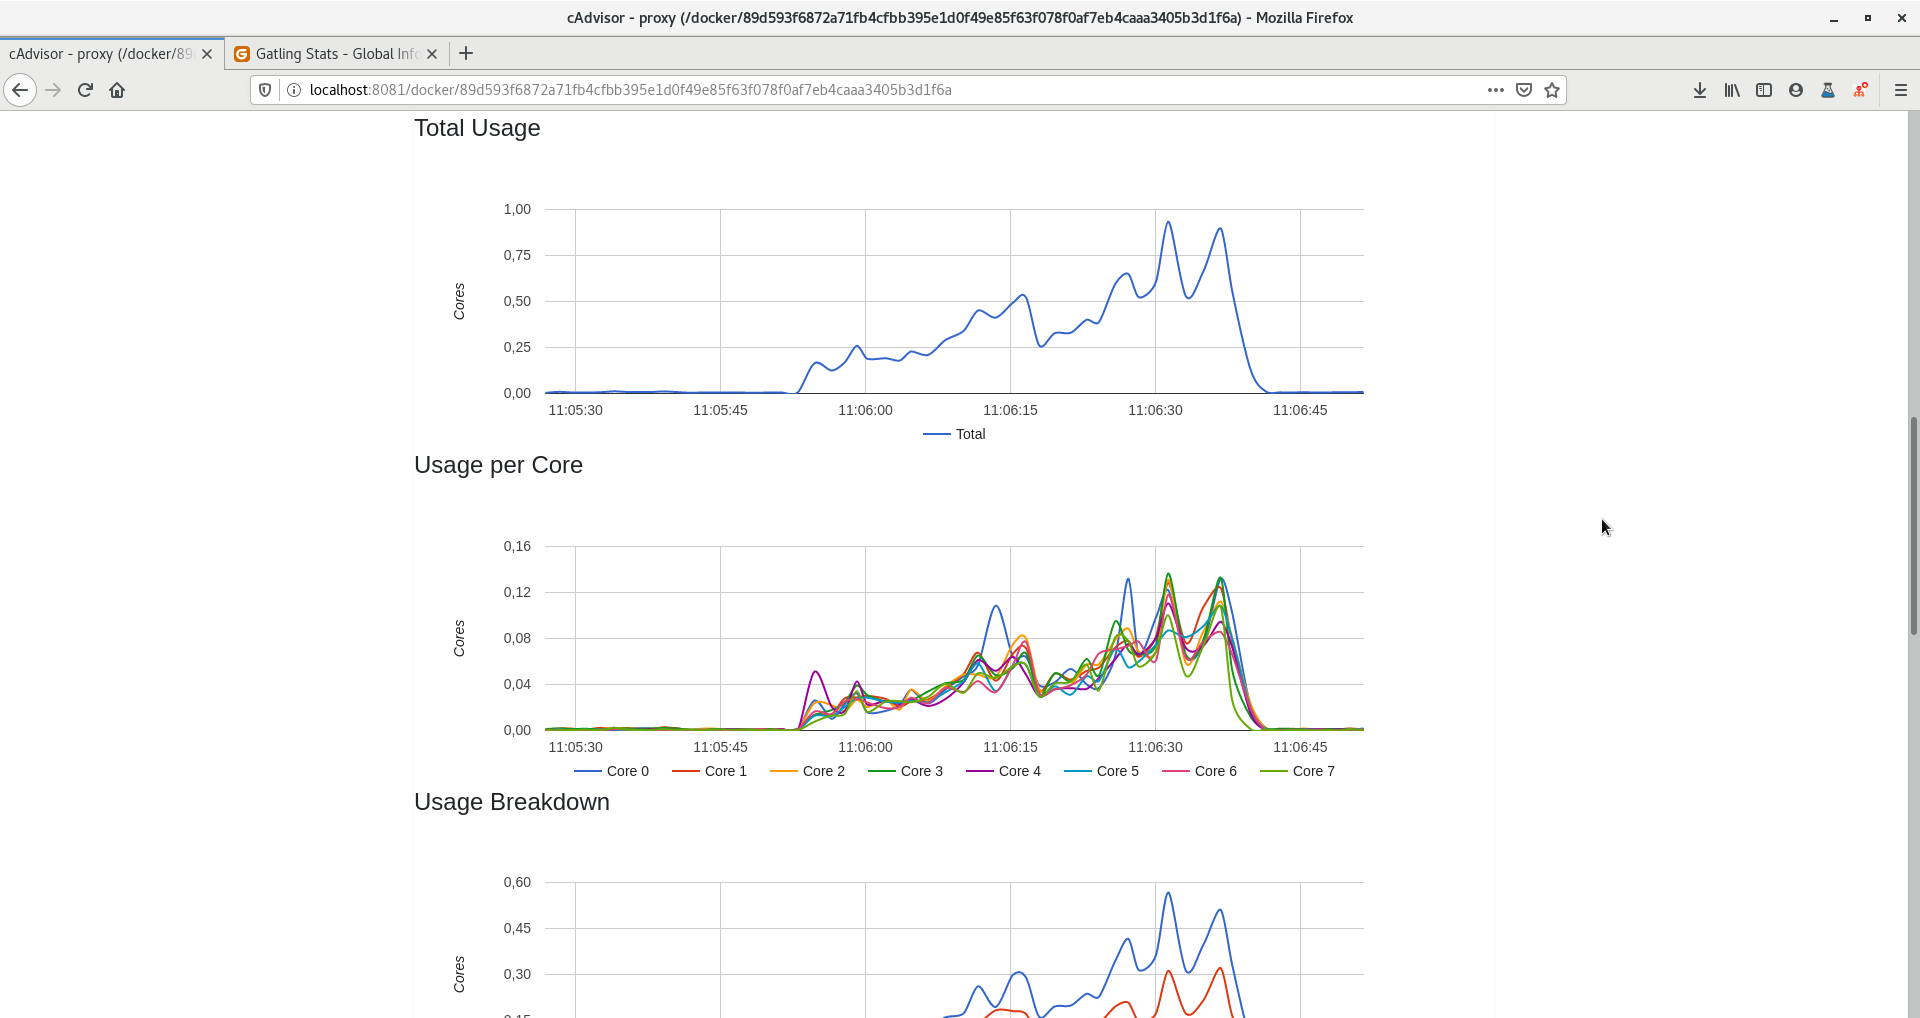 cAdvisor - proxy (/docker/89d593f6872a71fb4cfbb395e1d0f49e85f63f078f0af7eb4caaa3405b3d1f6a) - Mozilla Firefox
cAdvisor - proxy (/docker/89
Gatling Stats - Global Info
localhost:8081/docker/89d593f6872a71fb4cfbb395e1d0f49e85f63f078f0af7eb4caaa3405b3d1f6a
Total Usage
1,00
0,75
0,50
0,25
0,00
Cores
11:05:30 11:05:45 11:06:00 11:06:15 11:06:30 11:06:45
Total
Usage per Core
0,16
0,12
0,08
0,04
0,00
Cores
11:05:30 11:05:45 11:06:00 11:06:15 11:06:30 11:06:45
Core 0 Core 1 Core 2 Core 3 Core 4 Core 5 Core 6 Core 7
Usage Breakdown
0,60
0,45
0,30
Cores